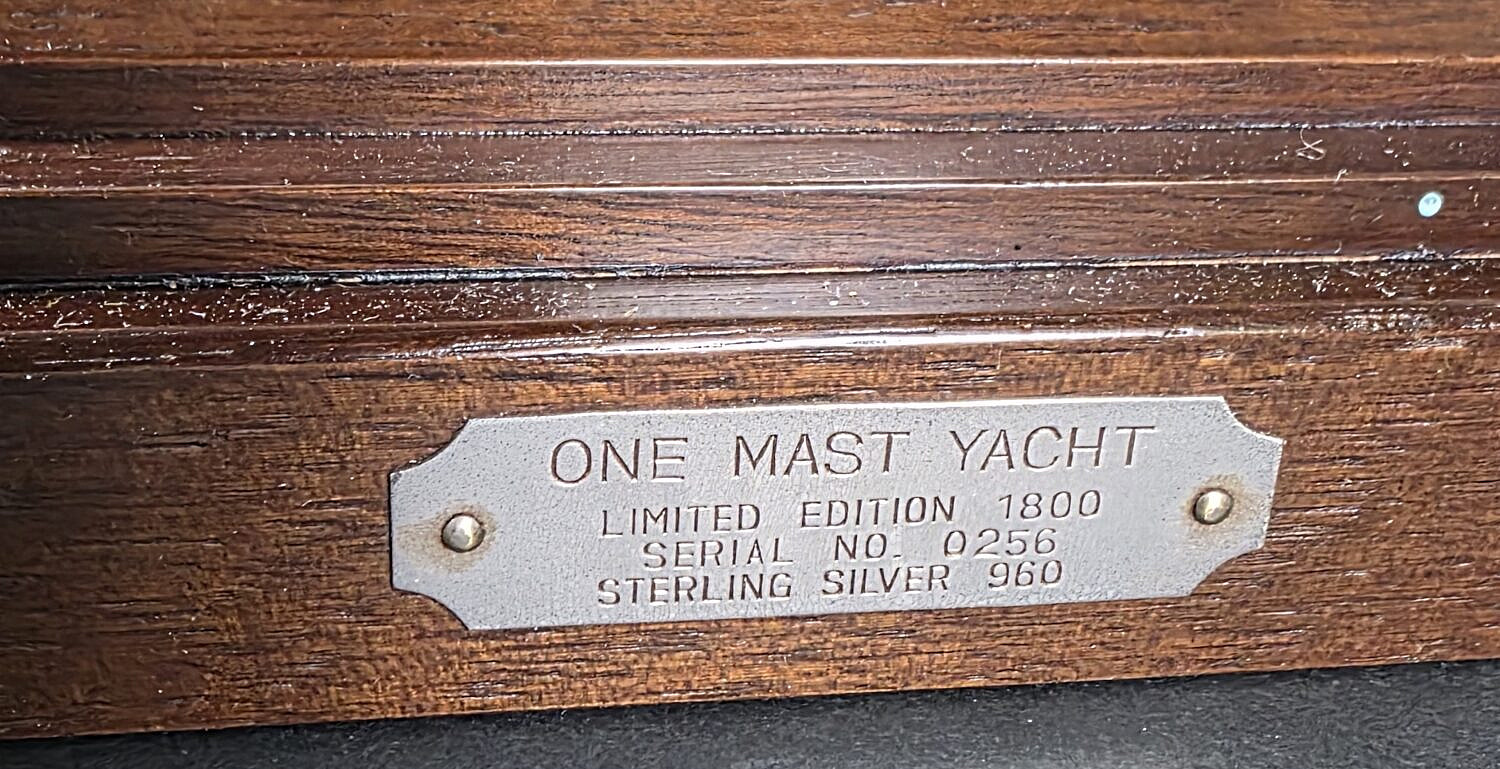 ONE MAST YACHT
LIMITED EDITION 1800
SERIAL NO. 0256
STERLING SILVER 960